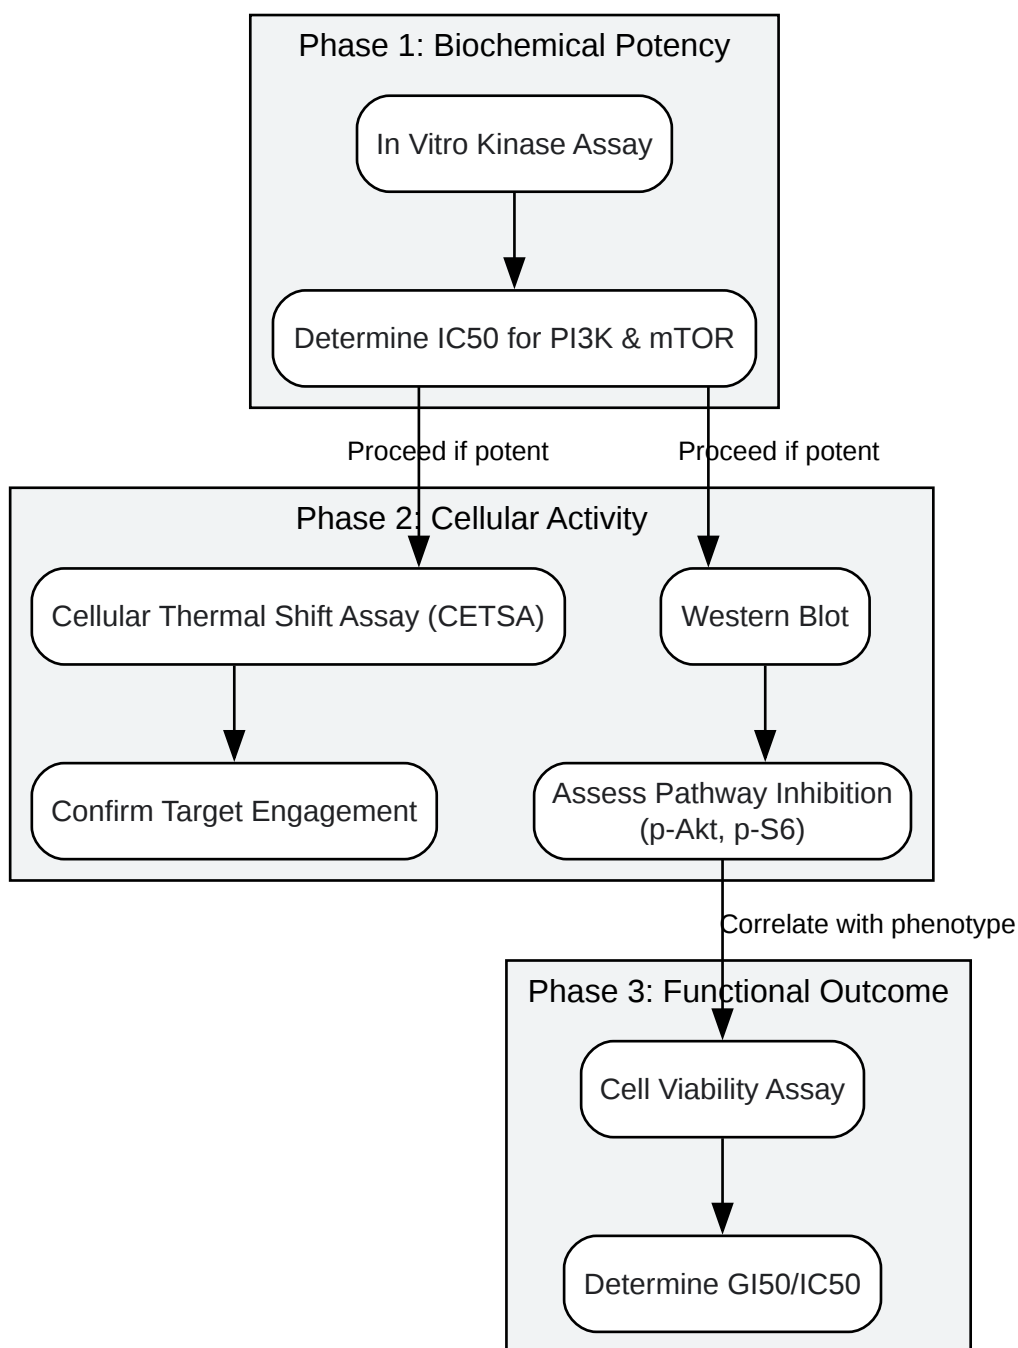 Phase 1: Biochemical Potency
In Vitro Kinase Assay
Determine IC50 for PI3K & mTOR
Proceed if potent
Proceed if potent
Phase 2: Cellular Activity
Cellular Thermal Shift Assay (CETSA)
Western Blot
Confirm Target Engagement
Assess Pathway Inhibition
(p-Akt, p-S6)
Correlate with phenotype
Phase 3: Functional Outcome
Cell Viability Assay
Determine GI50/IC50